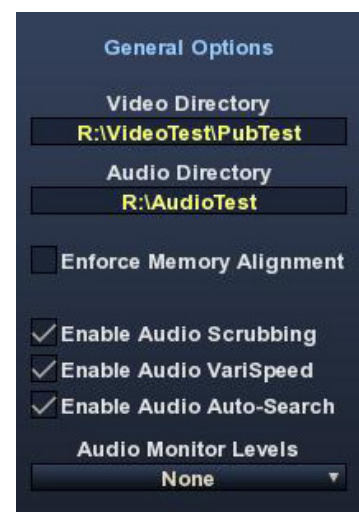 General Options
Video Directory
R:\VideoTest\PubTest
Audio Directory
R:\AudioTest
Enforce Memory Alignment
Enable Audio Scrubbing
Enable Audio VariSpeed
Enable Audio Auto-Search
Audio Monitor Levels
None